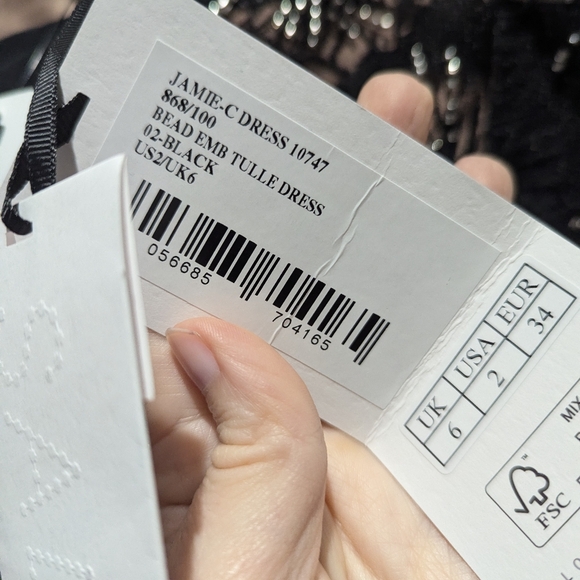 JAMIE-C DRESS 10747
868/100
BEAD EMB TULLE DRESS
02-BLACK
US2/UK6
056685
704165
UK USA EUR
6 2 34
MIX
FSC